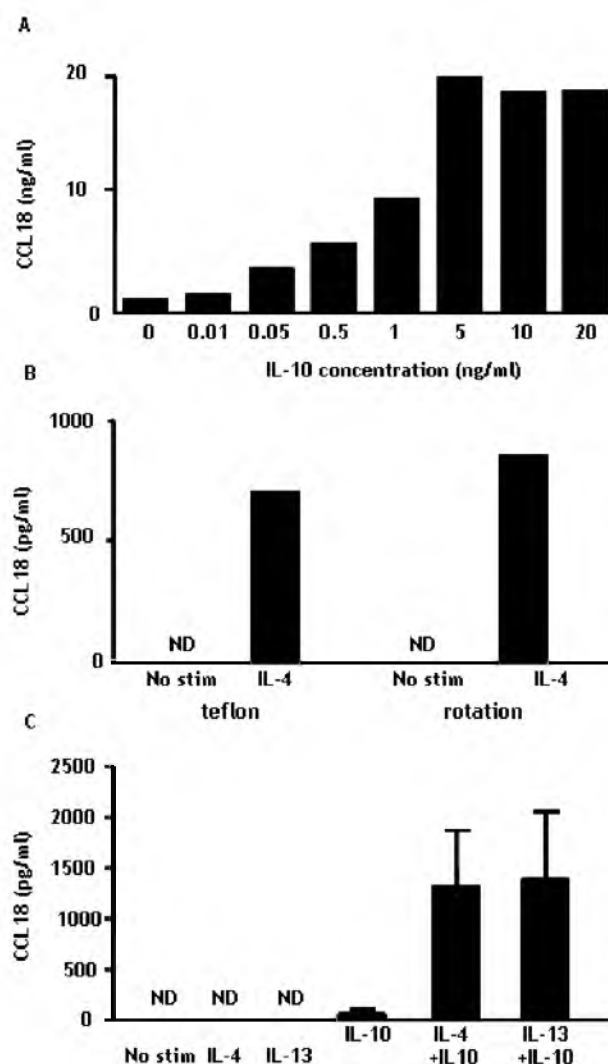 A
20
10
0
CCL18 (ng/ml)
0 0.01 0.05 0.5 1 5 10 20
IL-10 concentration (ng/ml)
B
1000
500
0
CCL18 (pg/ml)
ND ND
No stim IL-4 No stim IL-4
teflon rotation
C
2500
2000
1500
1000
500
0
CCL18 (pg/ml)
ND ND ND
No stim IL-4 IL-13 IL-10 IL-4 IL-13
+IL10 +IL-10